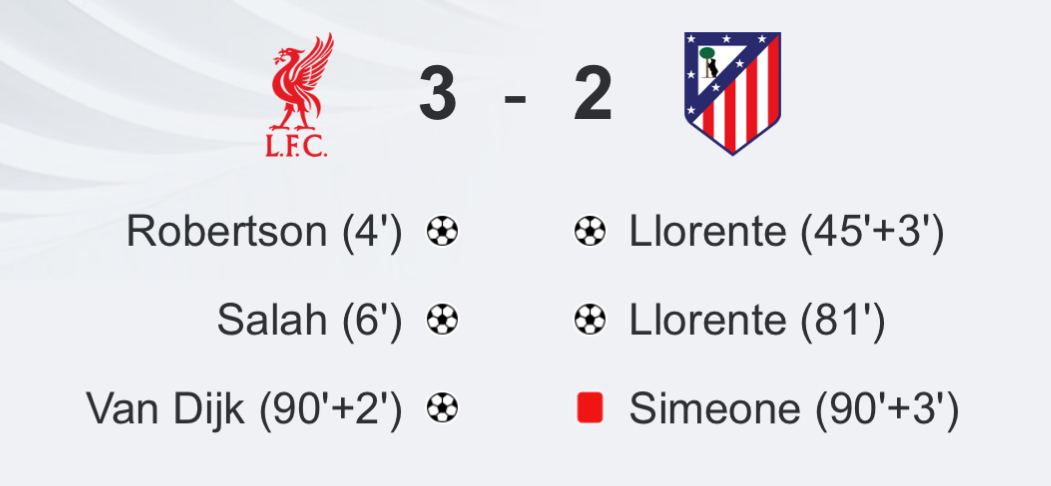 L.F.C.
3 - 2
Robertson (4') Llorente (45'+3')
Salah (6') Llorente (81')
Van Dijk (90'+2') Simeone (90'+3')